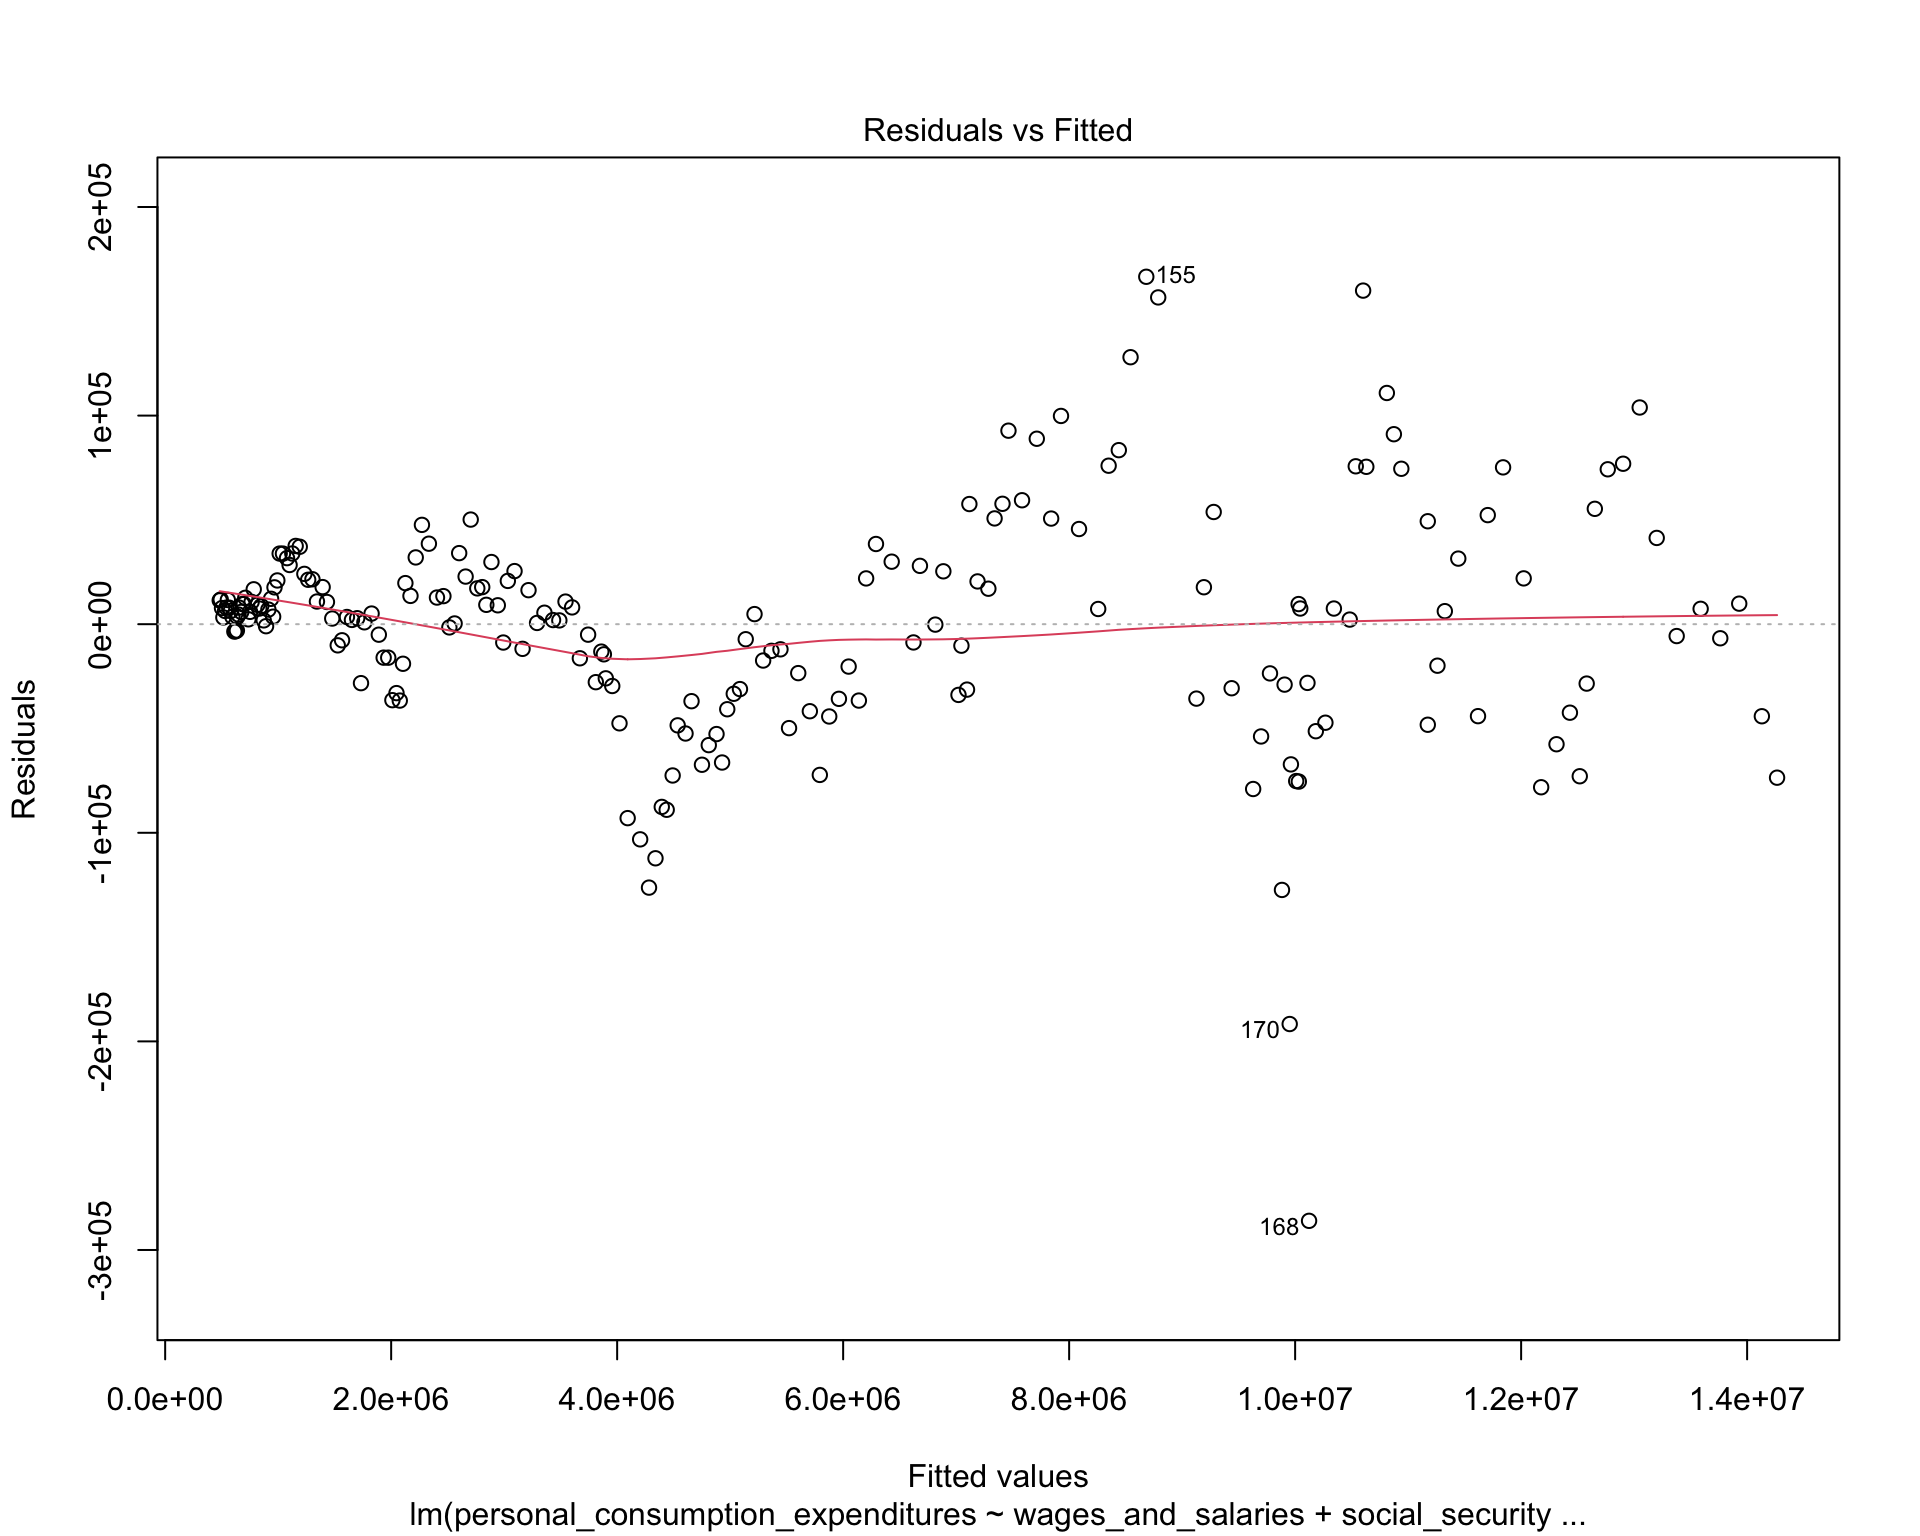 Residuals vs Fitted
2e+05
1e+05
0e+00
-1e+05
-2e+05
-3e+05
Residuals
155
170
168
0.0e+00 2.0e+06 4.0e+06 6.0e+06 8.0e+06 1.0e+07 1.2e+07 1.4e+07
Fitted values
lm(personal_consumption_expenditures ~ wages_and_salaries + social_security ...